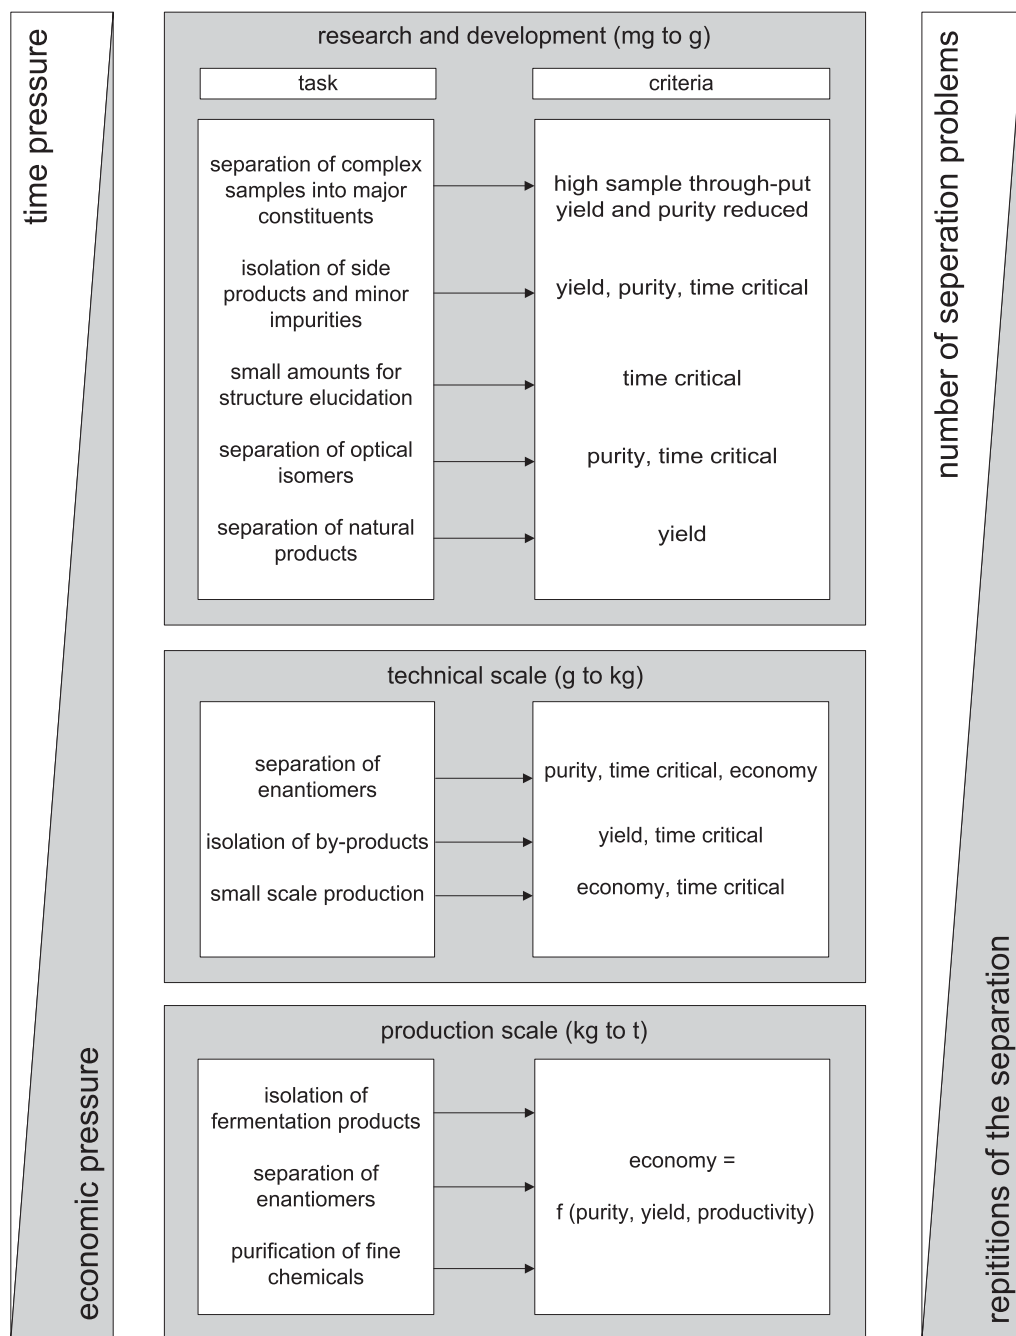 time pressure
economic pressure
research and development (mg to g)
task
criteria
separation of complex
samples into major
constituents
high sample through-put
yield and purity reduced
isolation of side
products and minor
impurities
yield, purity, time critical
small amounts for
structure elucidation
time critical
separation of optical
isomers
purity, time critical
separation of natural
products
yield
technical scale (g to kg)
separation of
enantiomers
purity, time critical, economy
isolation of by-products
yield, time critical
small scale production
economy, time critical
production scale (kg to t)
isolation of
fermentation products
separation of
enantiomers
purification of fine
chemicals
economy =
f (purity, yield, productivity)
number of seperation problems
repititions of the separation